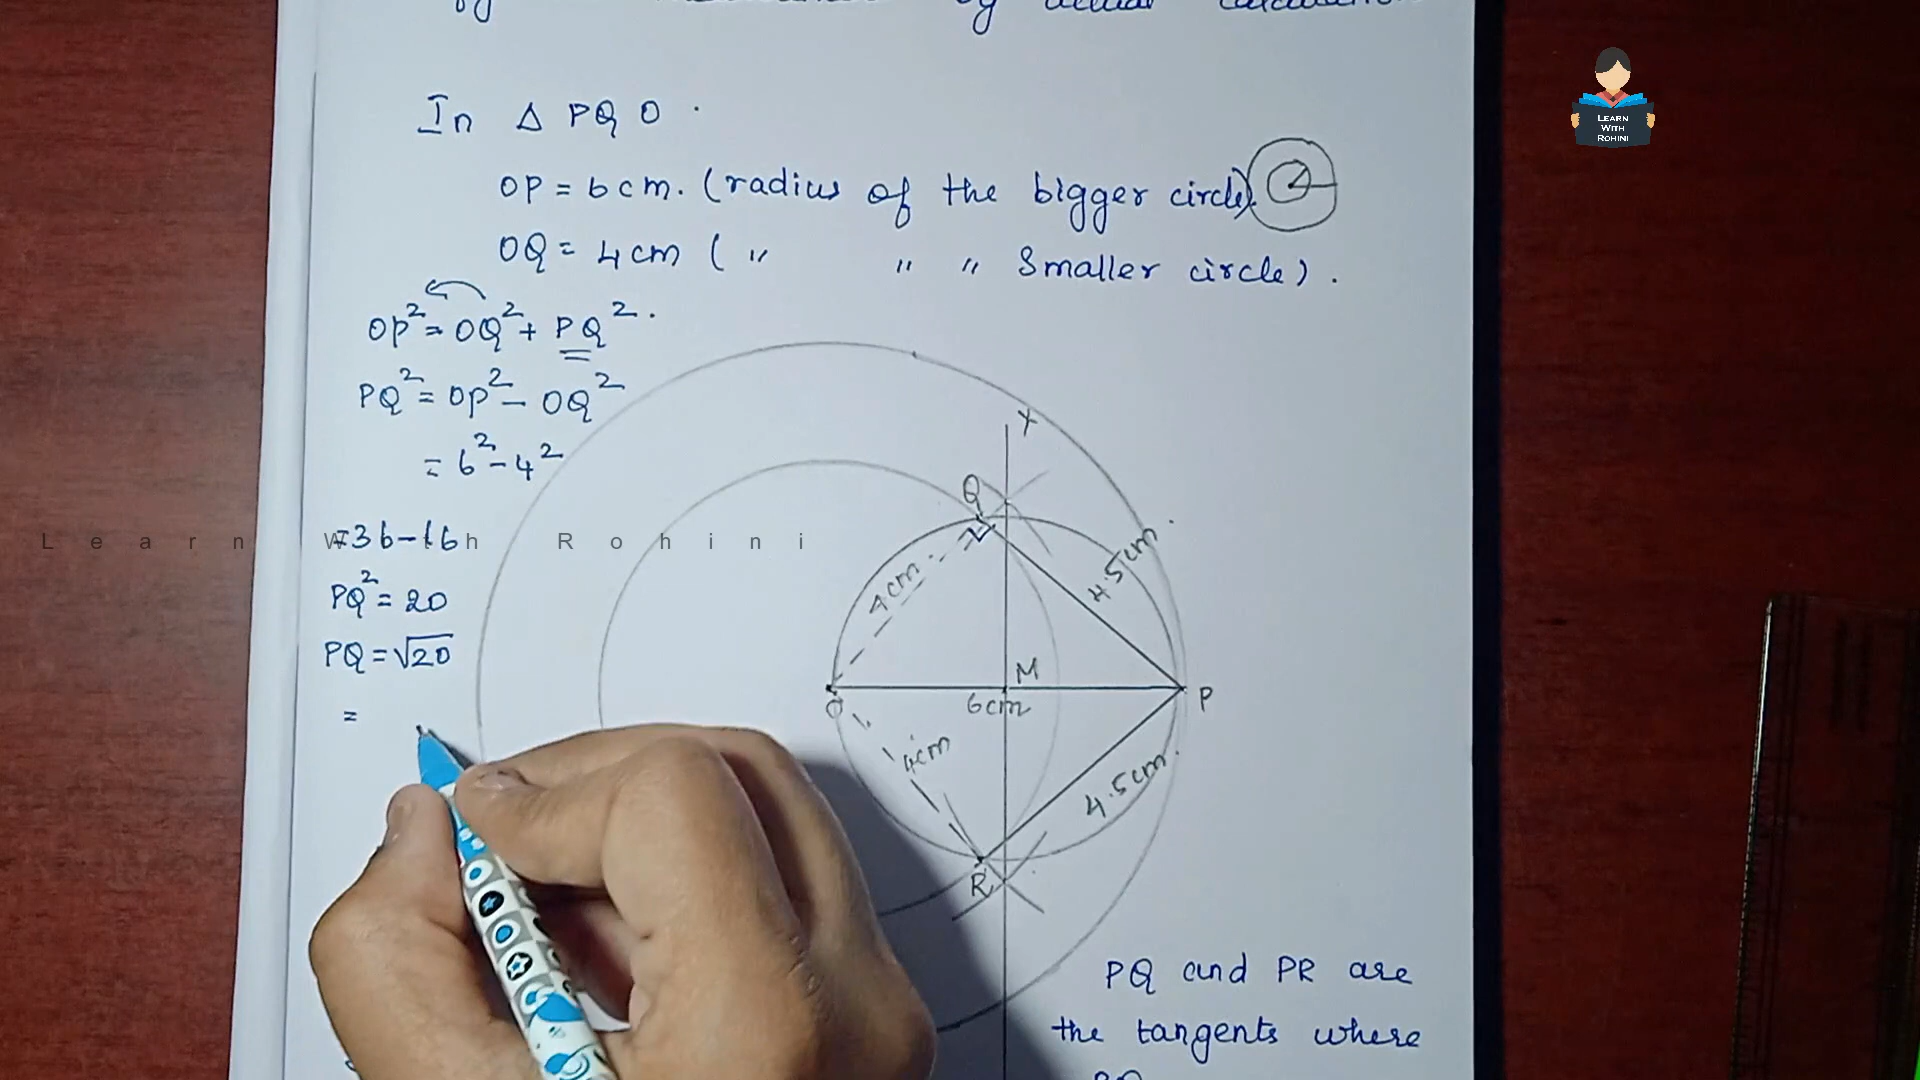 by actual
In Δ PQO.
OP = 6cm. (radius of the bigger circle).
OQ = 4cm ( " " " Smaller circle).
OP² = OQ² + PQ².
PQ² = OP² - OQ²
= 6² - 4²
= 36 - 16
PQ² = 20
PQ = √20
=
Y
Q
4cm
4.5cm
M
O
6cm
P
4cm
4.5cm
R
PQ and PR are
the tangents where
LEARN
WITH
ROHINI
Learn With Rohini